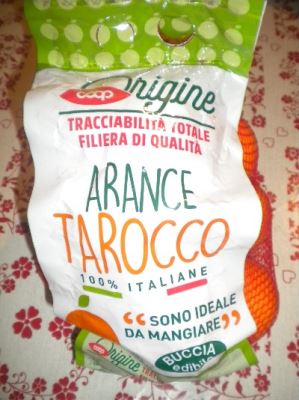 coop Origine
TRACCIABILITÀ TOTALE
FILIERA DI QUALITÀ
ARANCE
TAROCCO
100% ITALIANE
“SONO IDEALE
DA MANGIARE”
BUCCIA
edibile
coop Origine